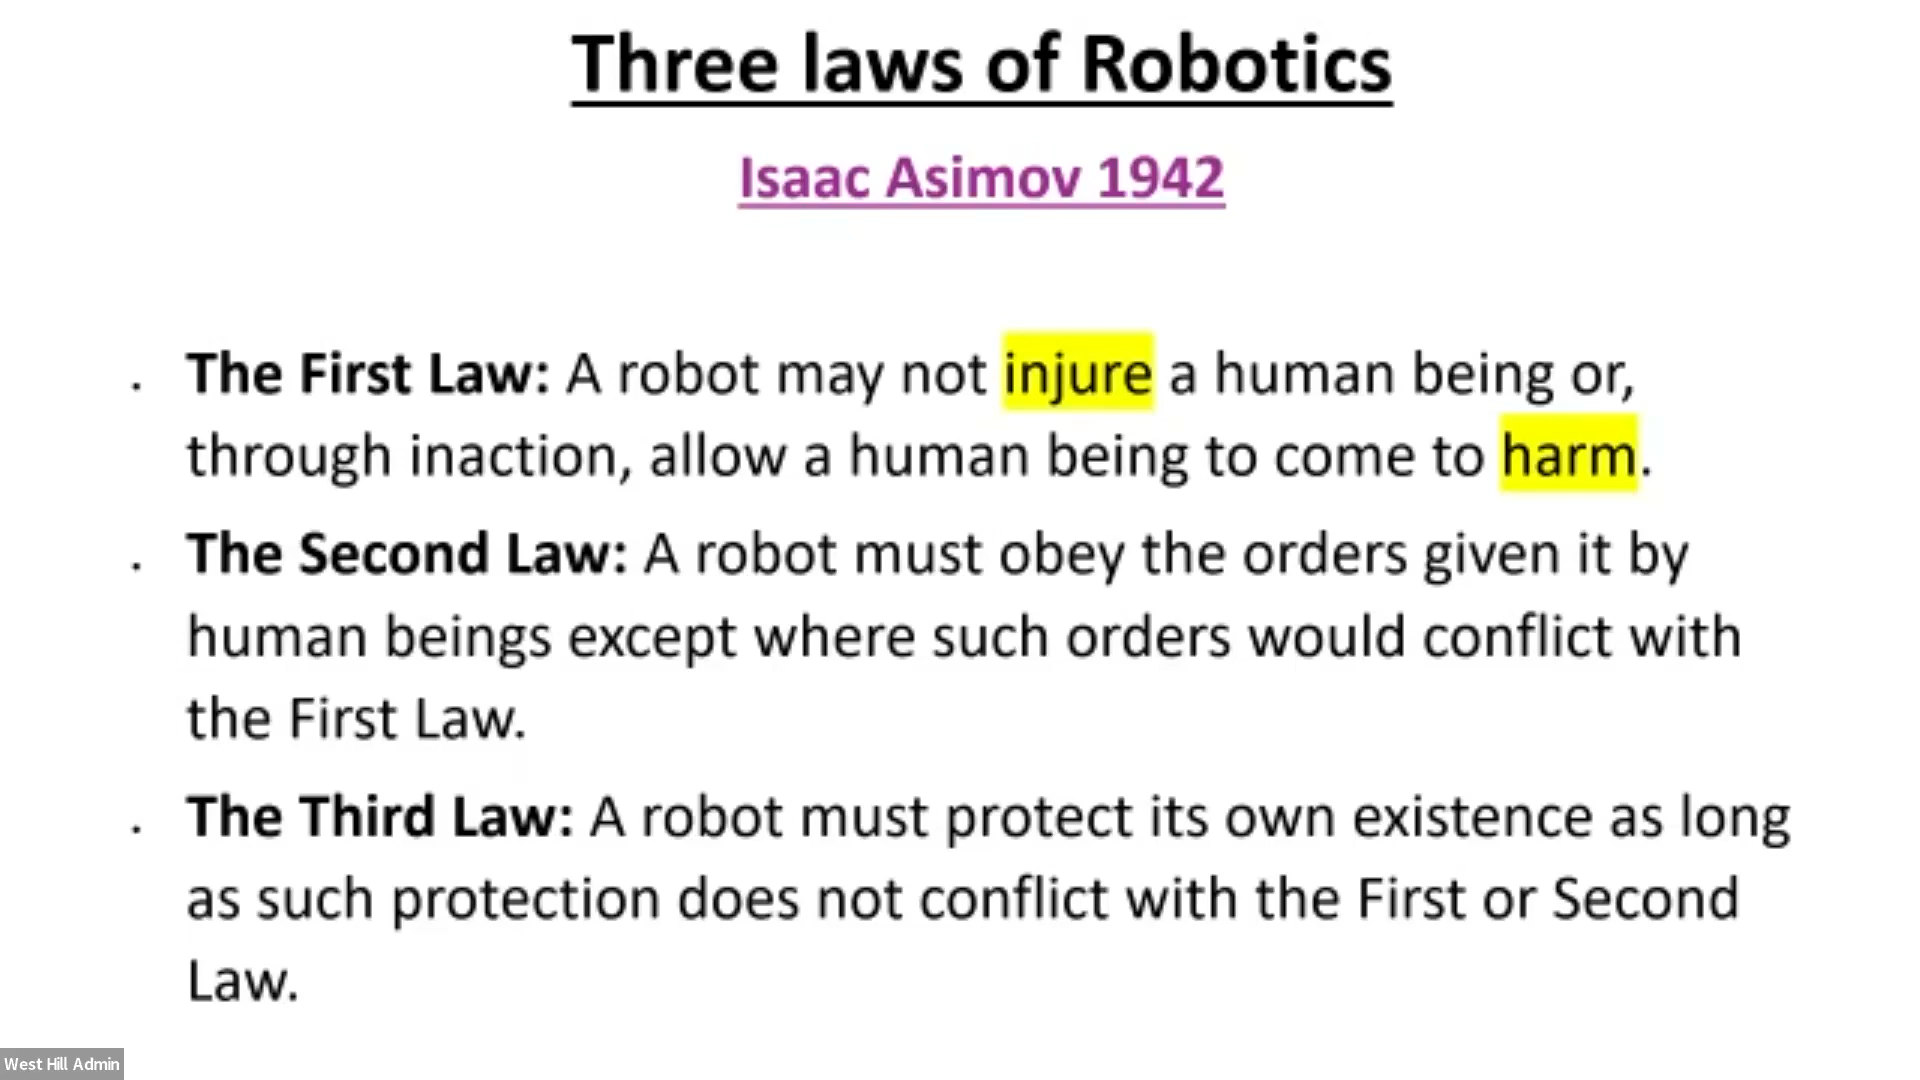 Three laws of Robotics
Isaac Asimov 1942
. The First Law: A robot may not injure a human being or,
through inaction, allow a human being to come to harm.
. The Second Law: A robot must obey the orders given it by
human beings except where such orders would conflict with
the First Law.
. The Third Law: A robot must protect its own existence as long
as such protection does not conflict with the First or Second
Law.
West Hill Admin